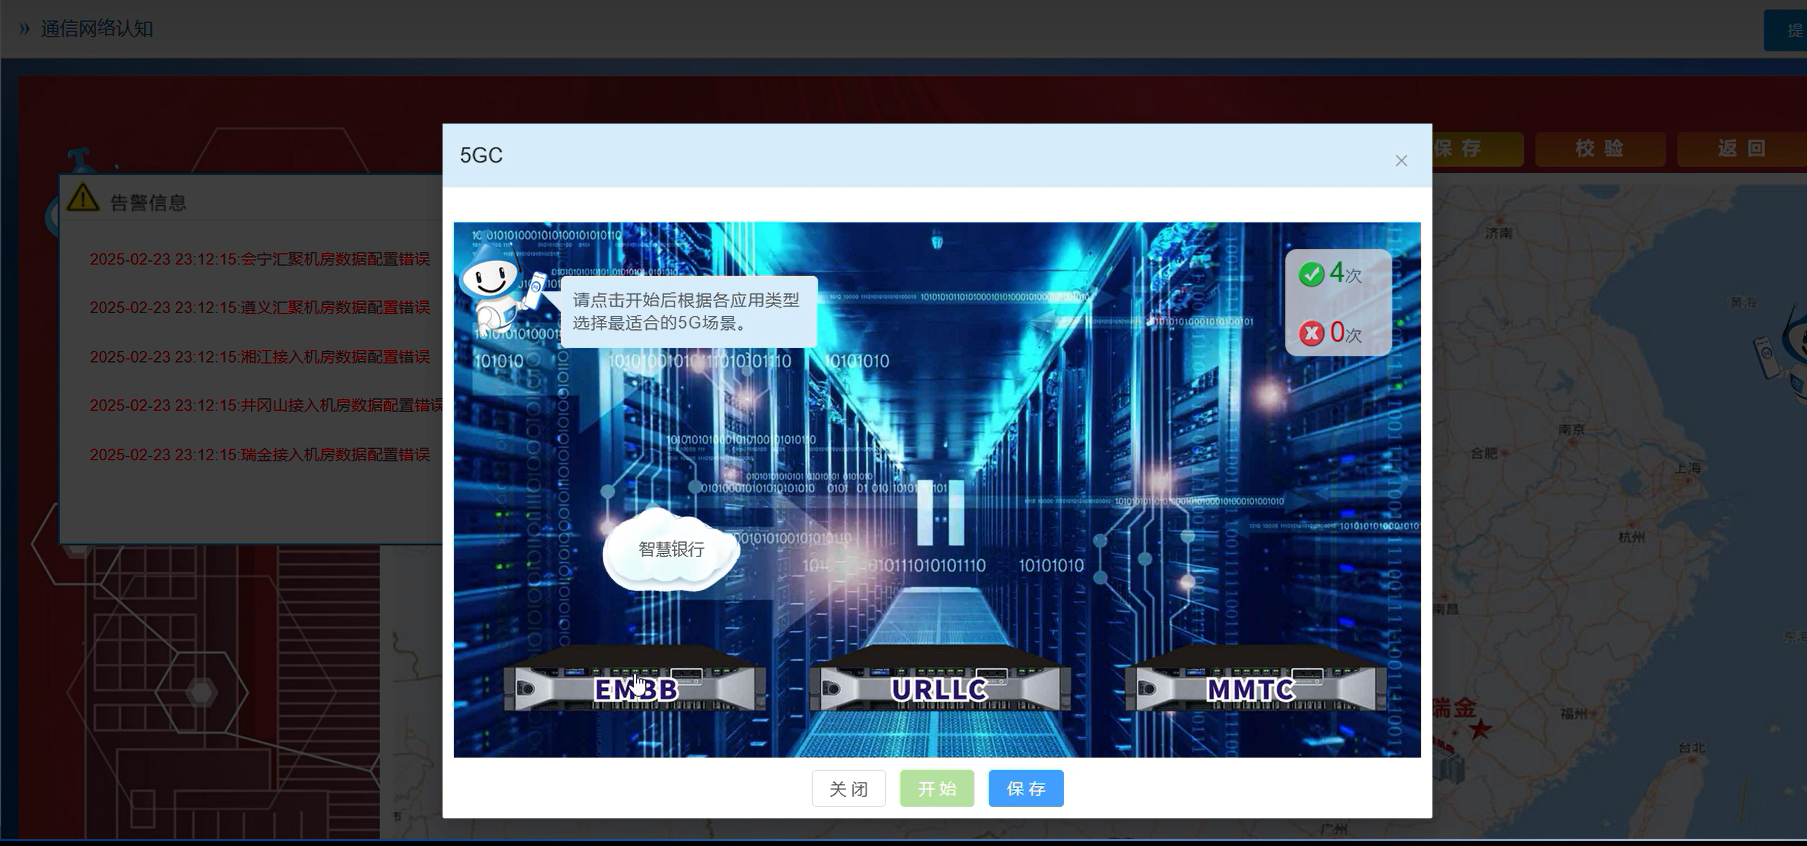 » 通信网络认知
提
保存
校验
返回
告警信息
2025-02-23 23:12:15:会宁汇聚机房数据配置错误
2025-02-23 23:12:15:遵义汇聚机房数据配置错误
2025-02-23 23:12:15:湘江接入机房数据配置错误
2025-02-23 23:12:15:井冈山接入机房数据配置错误
2025-02-23 23:12:15:瑞金接入机房数据配置错误
5GC
×
请点击开始后根据各应用类型
选择最适合的5G场景。
4次
0次
101010
10101010
10101010
智慧银行
EMBB
URLLC
MMTC
关闭
开始
保存
济南
黄海
南京
合肥
上海
杭州
南昌
瑞金
福州
台北
广州